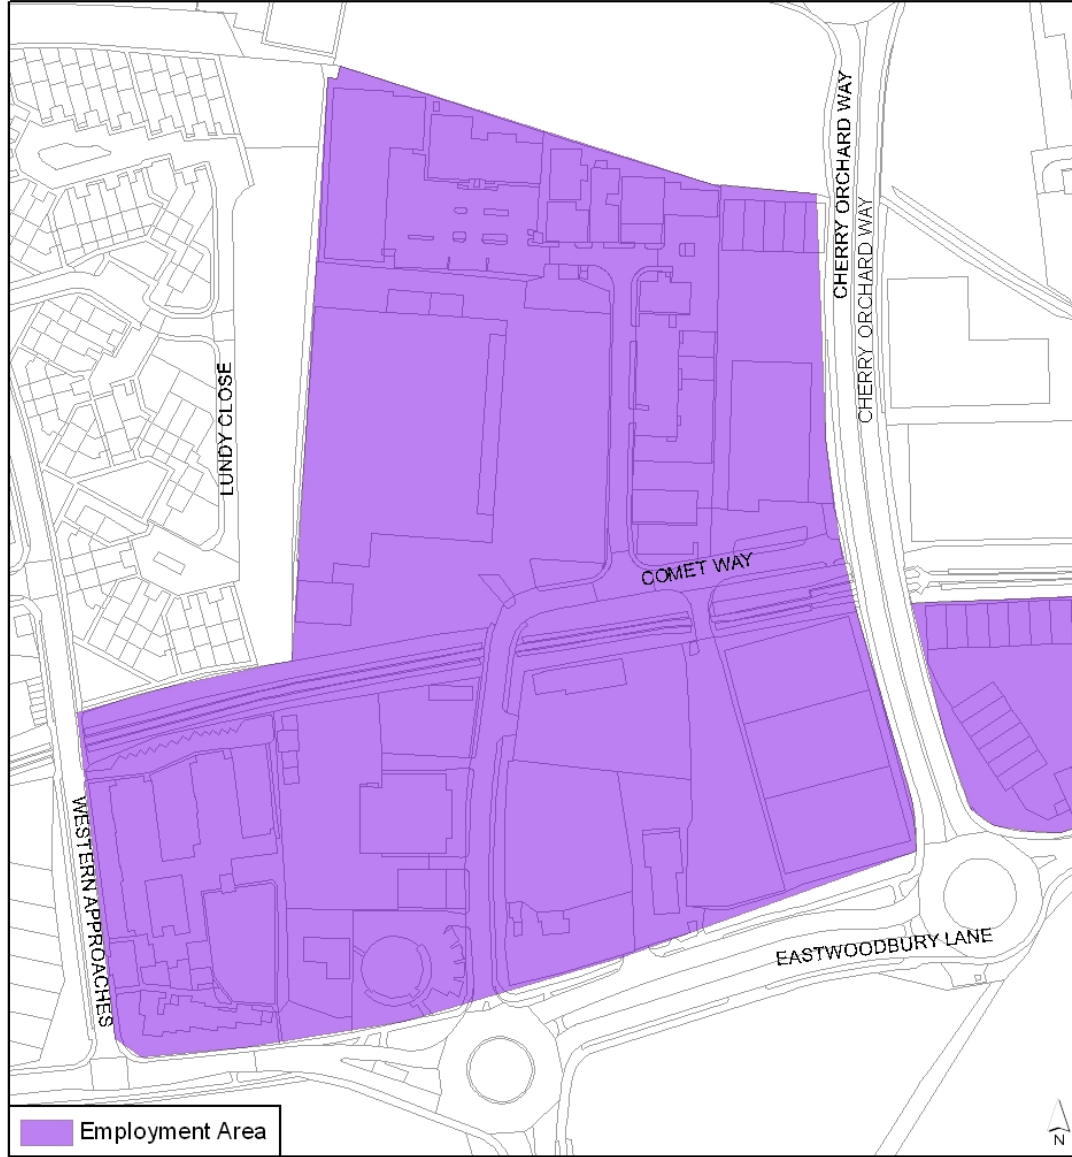 CHERRY ORCHARD WAY
CHERRY ORCHARD WAY
LUNDY CLOSE
COMET WAY
WESTERN APPROACHES
EASTWOODBURY LANE
Employment Area
N